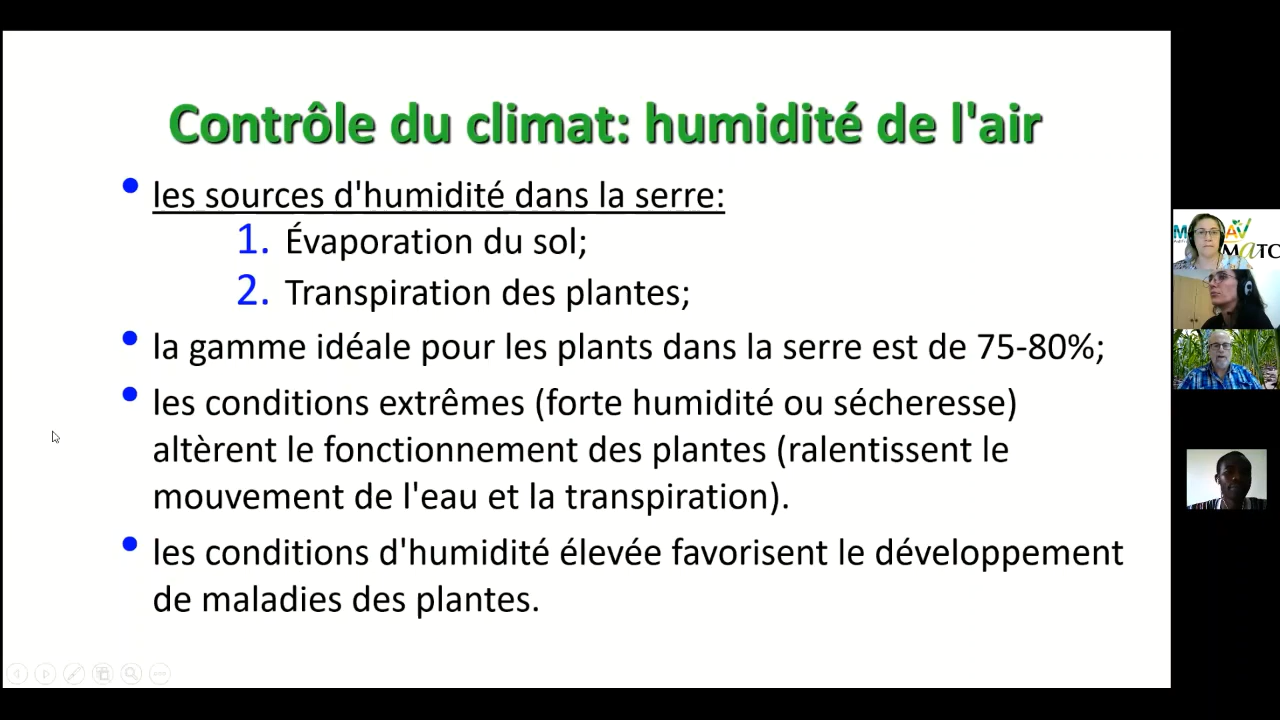 Contrôle du climat: humidité de l'air
• les sources d'humidité dans la serre:
1. Évaporation du sol;
2. Transpiration des plantes;
• la gamme idéale pour les plants dans la serre est de 75-80%;
• les conditions extrêmes (forte humidité ou sécheresse)
altèrent le fonctionnement des plantes (ralentissent le
mouvement de l'eau et la transpiration).
• les conditions d'humidité élevée favorisent le développement
de maladies des plantes.